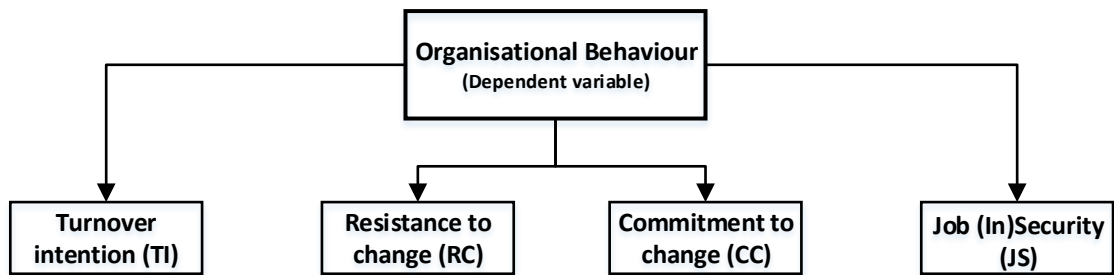 Organisational Behaviour
(Dependent variable)
Turnover
intention (TI)
Resistance to
change (RC)
Commitment to
change (CC)
Job (In)Security
(JS)